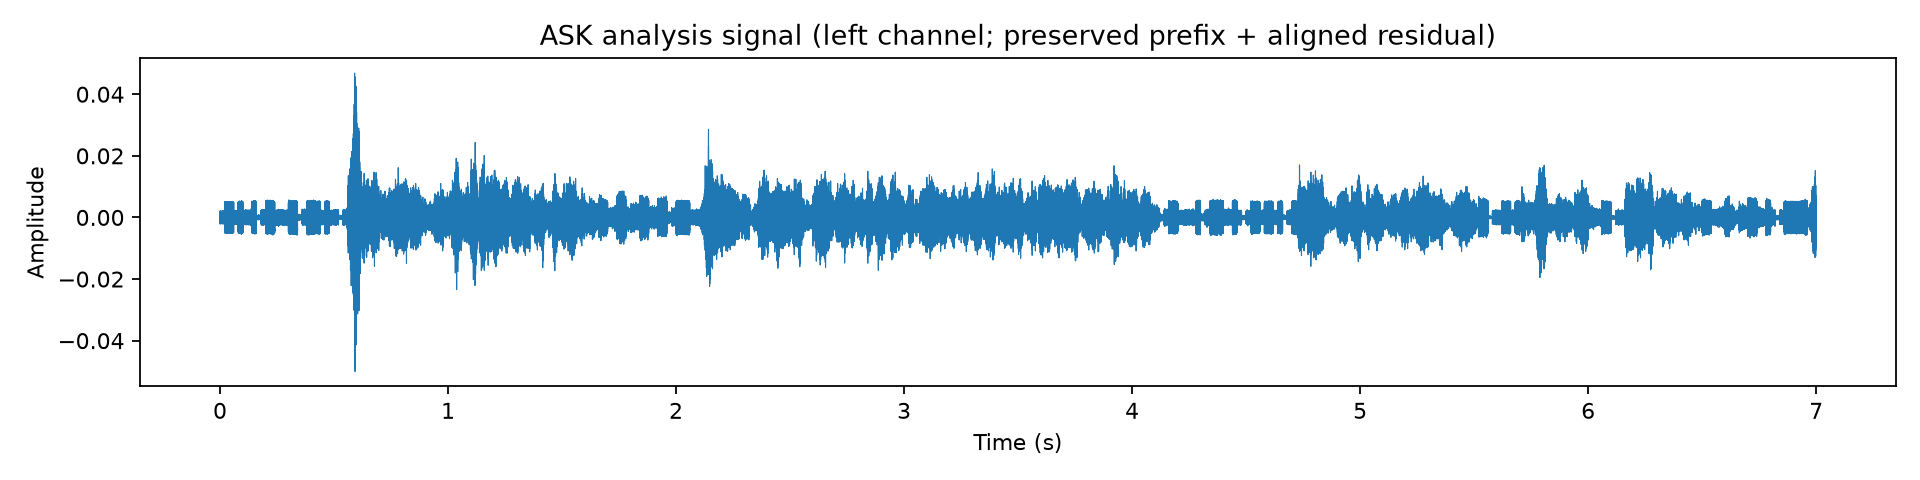 ASK analysis signal (left channel; preserved prefix + aligned residual)
Amplitude
0.04
0.02
0.00
−0.02
−0.04
0 1 2 3 4 5 6 7
Time (s)